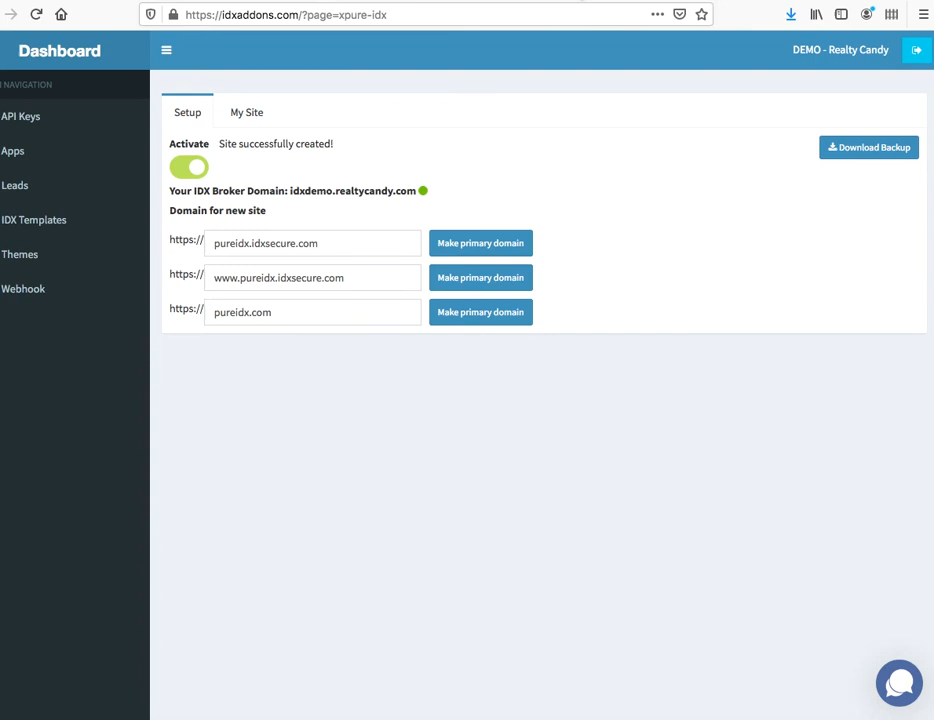 https://idxaddons.com/?page=xpure-idx
Dashboard
DEMO - Realty Candy
NAVIGATION
API Keys
Apps
Leads
IDX Templates
Themes
Webhook
Setup
My Site
Activate Site successfully created!
Download Backup
Your IDX Broker Domain: idxdemo.realtycandy.com
Domain for new site
https:// pureidx.idxsecure.com Make primary domain
https:// www.pureidx.idxsecure.com Make primary domain
https:// pureidx.com Make primary domain